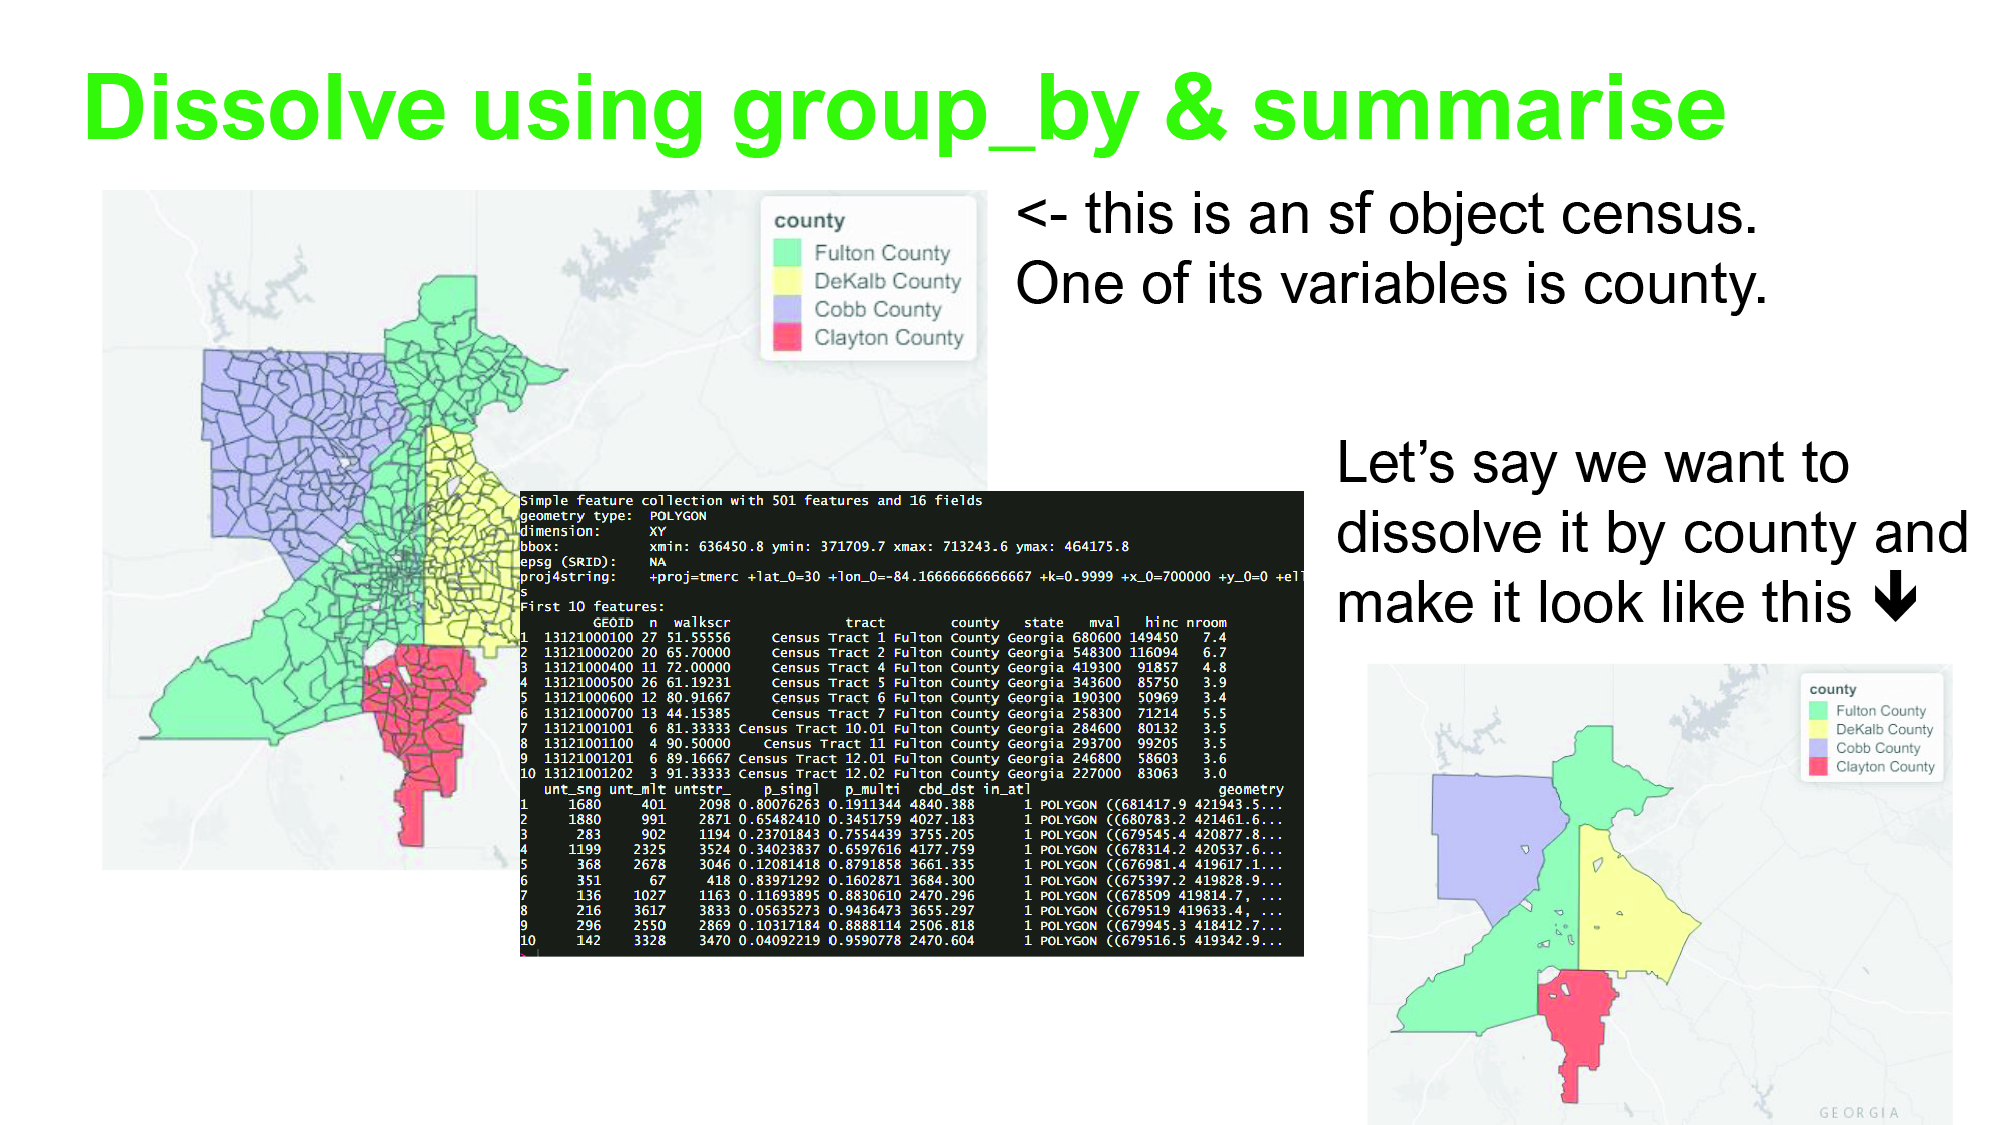 Dissolve using group_by & summarise
county
Fulton County
DeKalb County
Cobb County
Clayton County
<- this is an sf object census.
One of its variables is county.
Let’s say we want to
dissolve it by county and
make it look like this 🡫
Simple feature collection with 501 features and 16 fields
geometry type:  POLYGON
dimension:      XY
bbox:           xmin: 636450.8 ymin: 371709.7 xmax: 713243.6 ymax: 464175.8
epsg (SRID):    NA
proj4string:    +proj=tmerc +lat_0=30 +lon_0=-84.16666666666667 +k=0.9999 +x_0=700000 +y_0=0 +ell
s
First 10 features:
GEOID  n  walkscr              tract        county   state   mval   hinc nroom
1  13121000100 27 51.55556     Census Tract 1 Fulton County Georgia 680600 149450   7.4
2  13121000200 20 65.70000     Census Tract 2 Fulton County Georgia 548300 116094   6.7
3  13121000400 11 72.00000     Census Tract 4 Fulton County Georgia 419300  91857   4.8
4  13121000500 26 61.19231     Census Tract 5 Fulton County Georgia 343600  85750   3.9
5  13121000600 12 80.91667     Census Tract 6 Fulton County Georgia 190300  50969   3.4
6  13121000700 13 44.15385     Census Tract 7 Fulton County Georgia 258300  71214   5.5
7  13121001001  6 81.33333 Census Tract 10.01 Fulton County Georgia 284600  80132   3.5
8  13121001100  4 90.50000    Census Tract 11 Fulton County Georgia 293700  99205   3.5
9  13121001201  6 89.16667 Census Tract 12.01 Fulton County Georgia 246800  58603   3.6
10 13121001202  3 91.33333 Census Tract 12.02 Fulton County Georgia 227000  83063   3.0
unt_sng unt_mlt untstr_    p_singl   p_multi  cbd_dst in_atl                       geometry
1     1680     401    2098 0.80076263 0.1911344 4840.388      1 POLYGON ((681417.9 421943.5...
2     1880     991    2871 0.65482410 0.3451759 4027.183      1 POLYGON ((680783.2 421461.6...
3      283     902    1194 0.23701843 0.7554439 3755.205      1 POLYGON ((679545.4 420877.8...
4     1199    2325    3524 0.34023837 0.6597616 4177.759      1 POLYGON ((678314.2 420537.6...
5      368    2678    3046 0.12081418 0.8791858 3661.335      1 POLYGON ((676981.4 419617.1...
6      351      67     418 0.83971292 0.1602871 3684.300      1 POLYGON ((675397.2 419828.9...
7      136    1027    1163 0.11693895 0.8830610 2470.296      1 POLYGON ((678509 419814.7, ...
8      216    3617    3833 0.05635273 0.9436473 3655.297      1 POLYGON ((679519 419633.4, ...
9      296    2550    2869 0.10317184 0.8888114 2506.818      1 POLYGON ((679945.3 418412.7...
10     142    3328    3470 0.04092219 0.9590778 2470.604      1 POLYGON ((679516.5 419342.9...
county
Fulton County
DeKalb County
Cobb County
Clayton County
GEORGIA